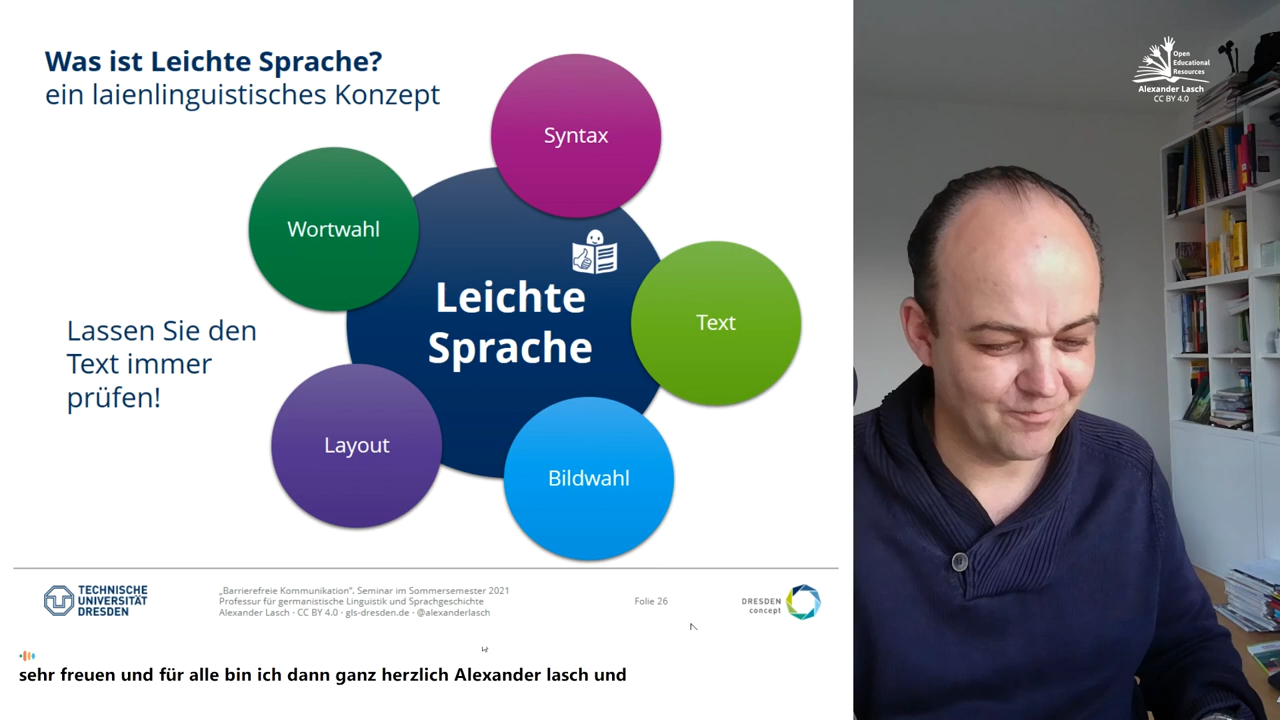 Was ist Leichte Sprache?
ein laienlinguistisches Konzept
Syntax
Wortwahl
Leichte
Sprache
Text
Lassen Sie den
Text immer
prüfen!
Layout
Bildwahl
TECHNISCHE
UNIVERSITÄT
DRESDEN
„Barrierefreie Kommunikation“. Seminar im Sommersemester 2021
Professur für germanistische Linguistik und Sprachgeschichte
Alexander Lasch · CC BY 4.0 · gls-dresden.de · @alexanderlasch
Folie 26
DRESDEN
concept
sehr freuen und für alle bin ich dann ganz herzlich Alexander lasch und
Open
Educational
Resources
Alexander Lasch
CC BY 4.0